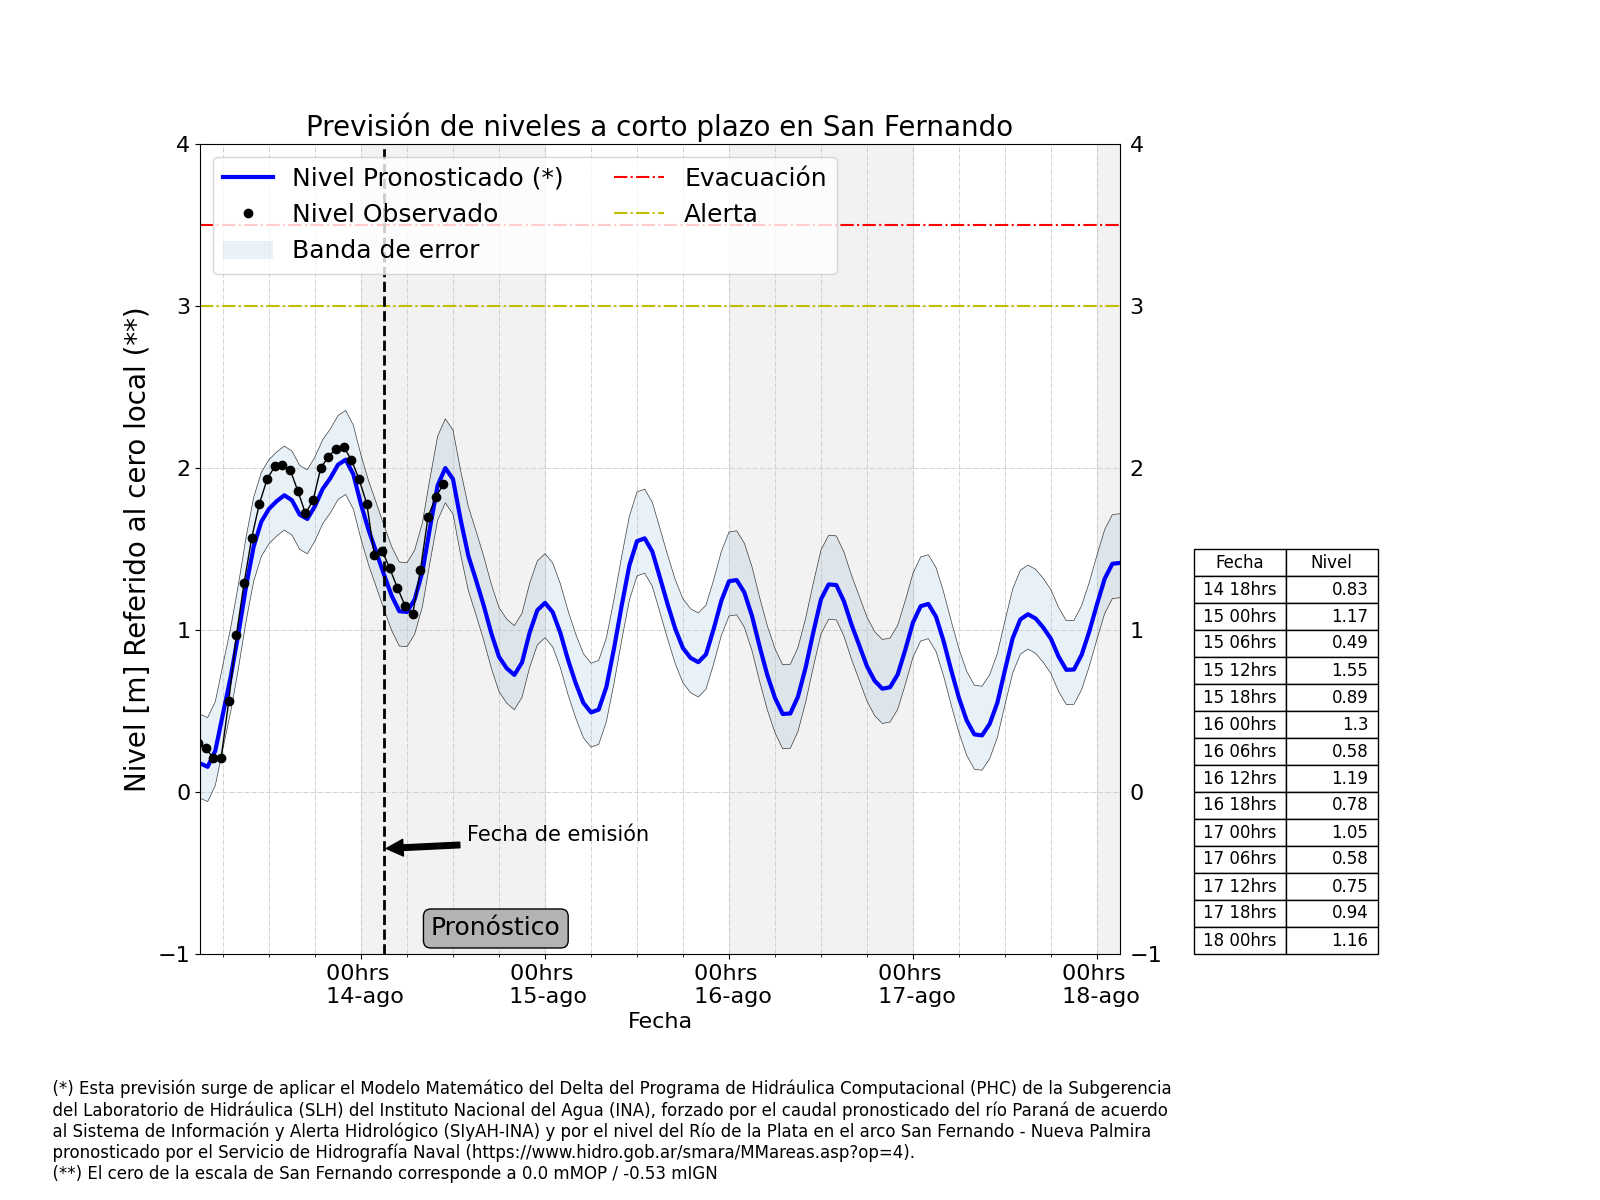 Previsión de niveles a corto plazo en San Fernando
Nivel Pronosticado (*)
Nivel Observado
Banda de error
Evacuación
Alerta
Nivel [m] Referido al cero local (**)
4
3
2
1
0
−1
4
3
2
1
0
−1
Fecha de emisión
Pronóstico
00hrs
14-ago
00hrs
15-ago
00hrs
16-ago
00hrs
17-ago
00hrs
18-ago
Fecha
Fecha Nivel
14 18hrs 0.83
15 00hrs 1.17
15 06hrs 0.49
15 12hrs 1.55
15 18hrs 0.89
16 00hrs 1.3
16 06hrs 0.58
16 12hrs 1.19
16 18hrs 0.78
17 00hrs 1.05
17 06hrs 0.58
17 12hrs 0.75
17 18hrs 0.94
18 00hrs 1.16
(*) Esta previsión surge de aplicar el Modelo Matemático del Delta del Programa de Hidráulica Computacional (PHC) de la Subgerencia
del Laboratorio de Hidráulica (SLH) del Instituto Nacional del Agua (INA), forzado por el caudal pronosticado del río Paraná de acuerdo
al Sistema de Información y Alerta Hidrológico (SIyAH-INA) y por el nivel del Río de la Plata en el arco San Fernando - Nueva Palmira
pronosticado por el Servicio de Hidrografía Naval (https://www.hidro.gob.ar/smara/MMareas.asp?op=4).
(**) El cero de la escala de San Fernando corresponde a 0.0 mMOP / -0.53 mIGN